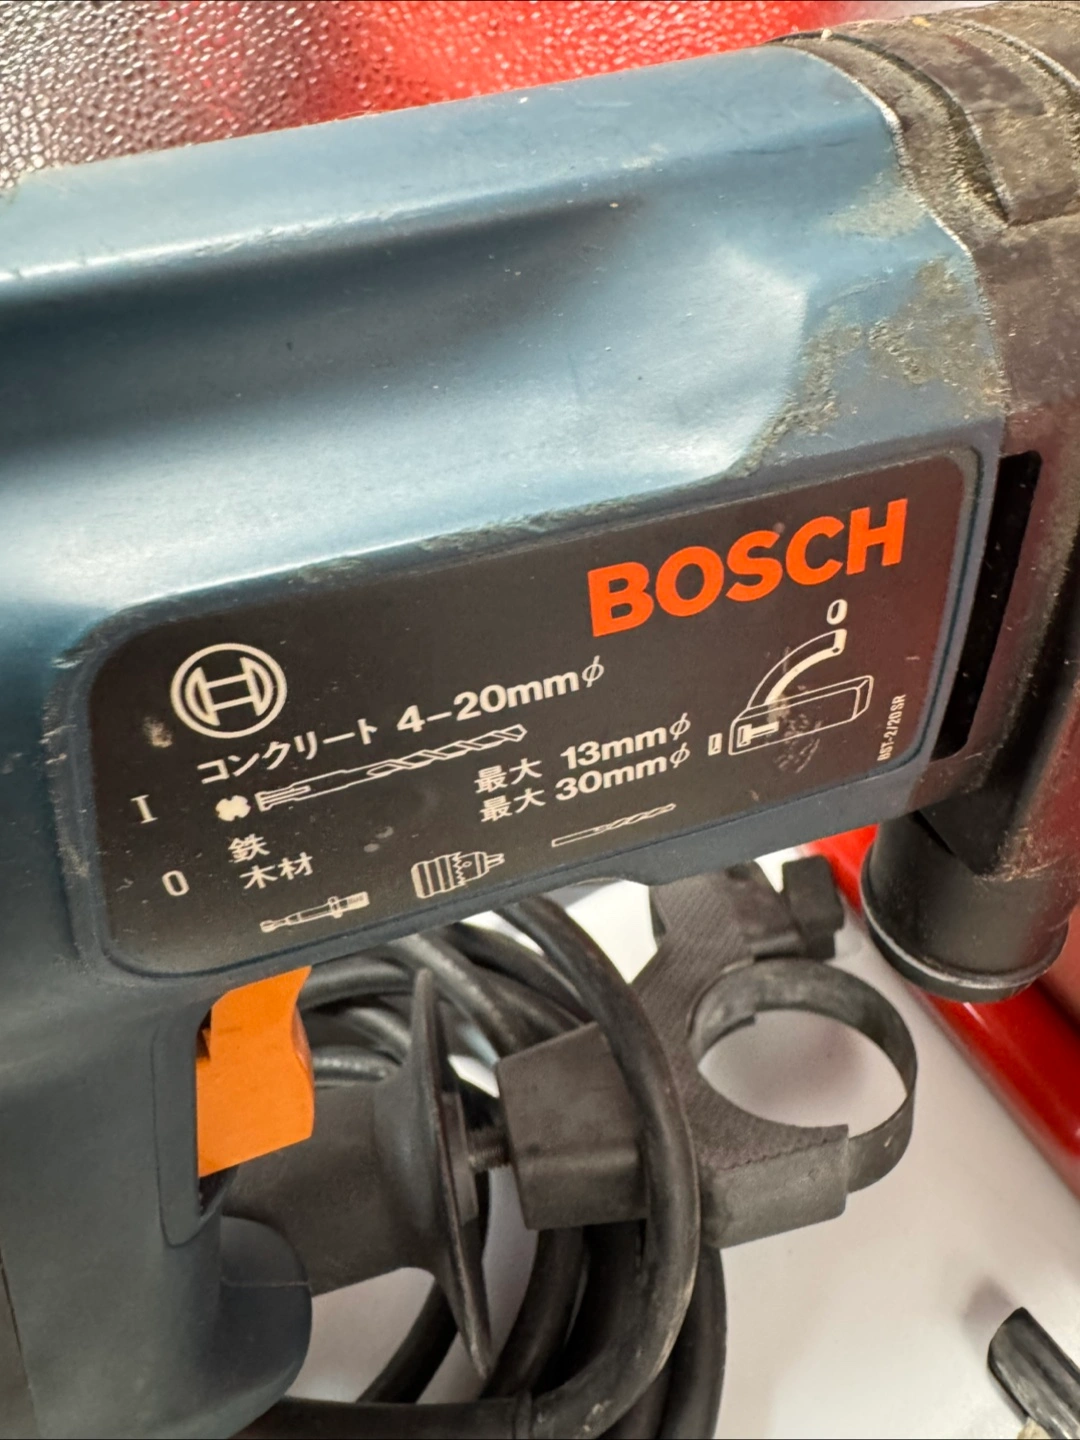 BOSCH
コンクリート 4-20mmφ
I
鉄 最大 13mmφ
0 木材 最大 30mmφ